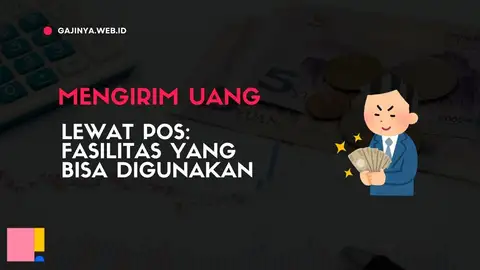 GAJINYA.WEB.ID
MENGIRIM UANG
LEWAT POS:
FASILITAS YANG
BISA DIGUNAKAN